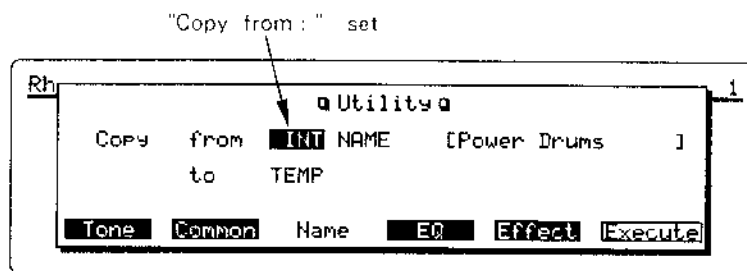 "Copy from : " set
Rh 1
Utility
Copy from INT NAME [Power Drums ]
to TEMP
Tone Common Name EQ Effect Execute